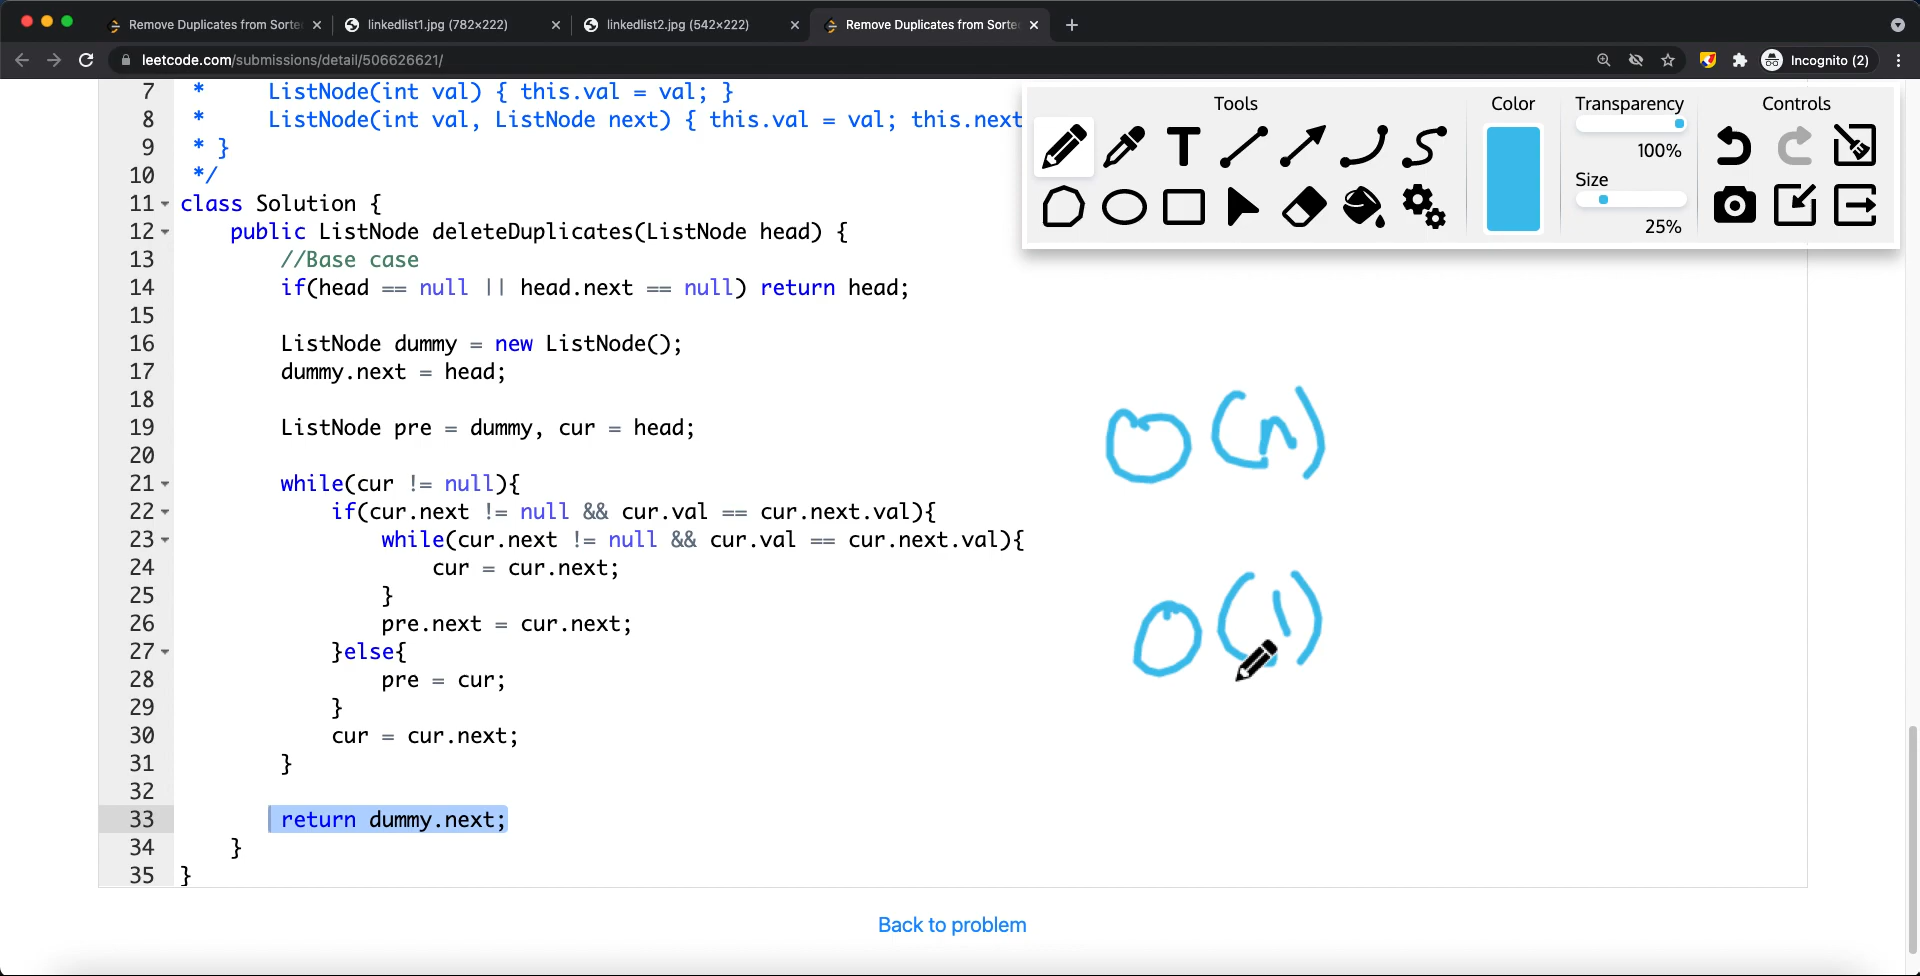 Remove Duplicates from Sorte
linkedlist1.jpg (782×222)
linkedlist2.jpg (542×222)
Remove Duplicates from Sorte
leetcode.com/submissions/detail/506626621/
Incognito (2)
7 * ListNode(int val) { this.val = val; }
8 * ListNode(int val, ListNode next) { this.val = val; this.next
9 * }
10 */
11 class Solution {
12 public ListNode deleteDuplicates(ListNode head) {
13 //Base case
14 if(head == null || head.next == null) return head;
15
16 ListNode dummy = new ListNode();
17 dummy.next = head;
18
19 ListNode pre = dummy, cur = head;
20
21 while(cur != null){
22 if(cur.next != null && cur.val == cur.next.val){
23 while(cur.next != null && cur.val == cur.next.val){
24 cur = cur.next;
25 }
26 pre.next = cur.next;
27 }else{
28 pre = cur;
29 }
30 cur = cur.next;
31 }
32
33 return dummy.next;
34 }
35 }
Tools
Color
Transparency
100%
Size
25%
Controls
T
O(n)
O(1)
Back to problem